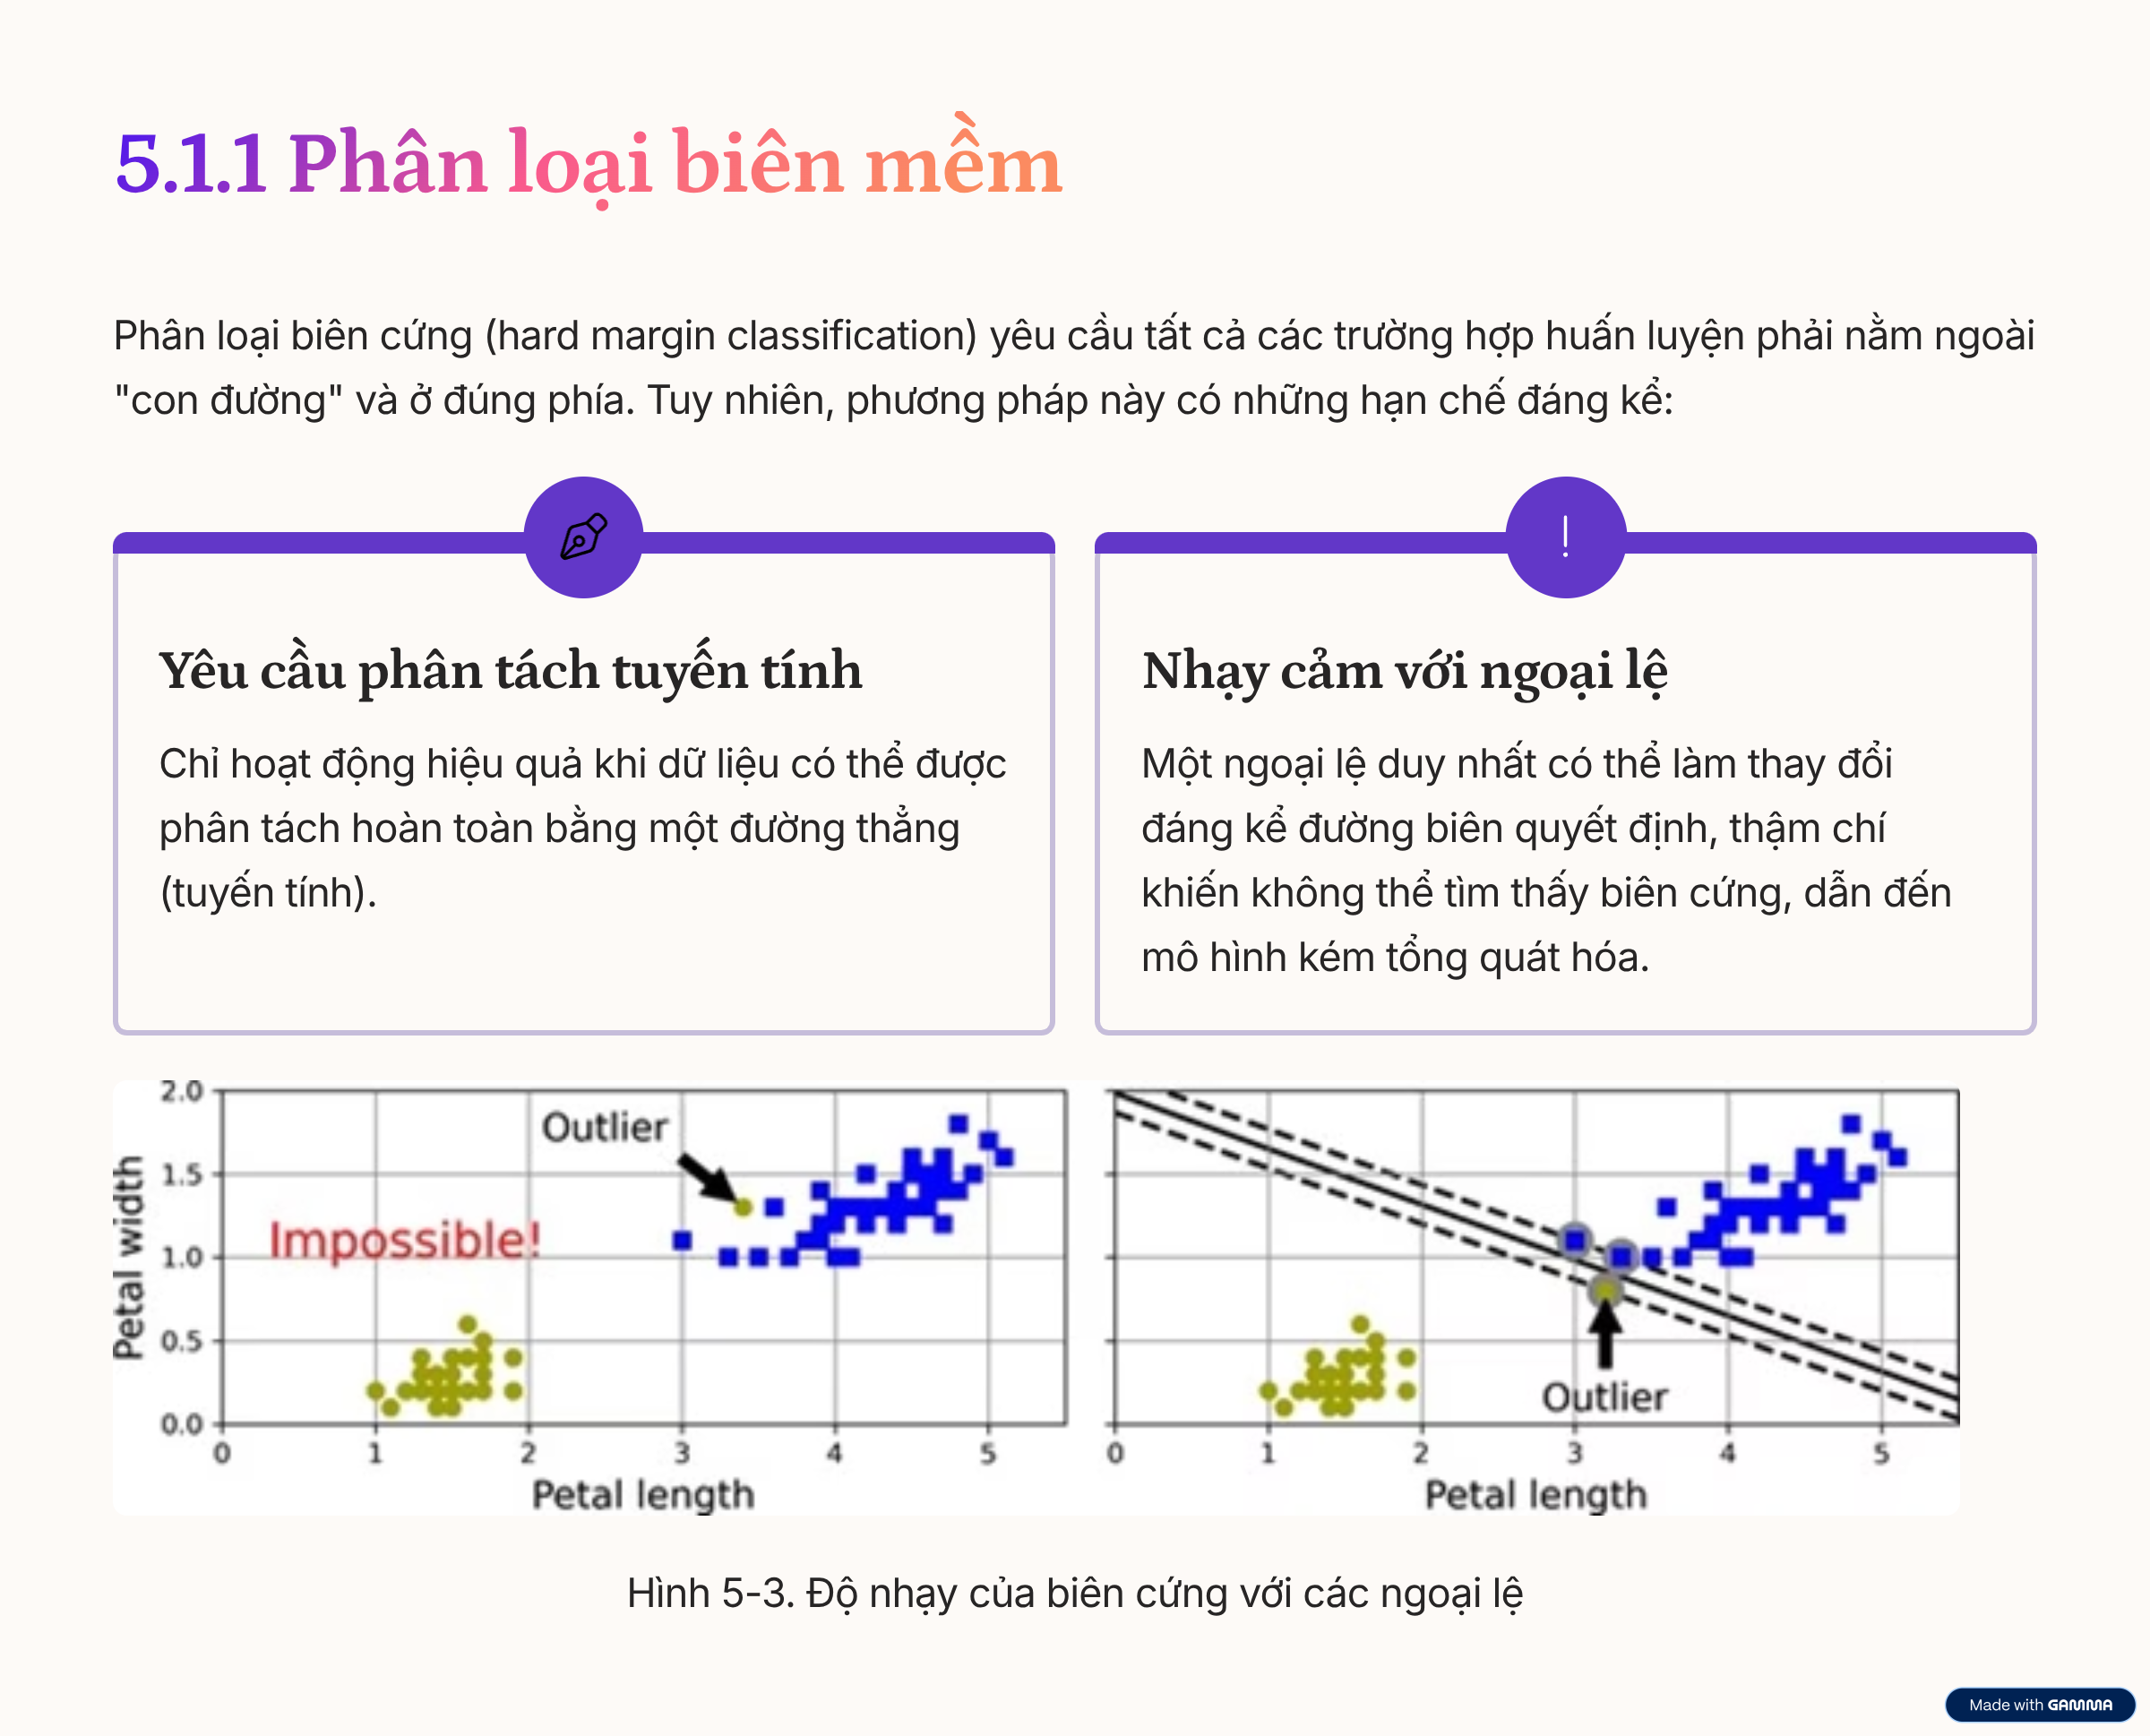 5.1.1 Phân loại biên mềm
Phân loại biên cứng (hard margin classification) yêu cầu tất cả các trường hợp huấn luyện phải nằm ngoài
"con đường" và ở đúng phía. Tuy nhiên, phương pháp này có những hạn chế đáng kể:
Yêu cầu phân tách tuyến tính
Chỉ hoạt động hiệu quả khi dữ liệu có thể được
phân tách hoàn toàn bằng một đường thẳng
(tuyến tính).
Nhạy cảm với ngoại lệ
Một ngoại lệ duy nhất có thể làm thay đổi
đáng kể đường biên quyết định, thậm chí
khiến không thể tìm thấy biên cứng, dẫn đến
mô hình kém tổng quát hóa.
Petal width
2.0
1.5
1.0
0.5
0.0
Outlier
Impossible!
0 1 2 3 4 5
Petal length
Outlier
0 1 2 3 4 5
Petal length
Hình 5-3. Độ nhạy của biên cứng với các ngoại lệ
Made with GAMMA